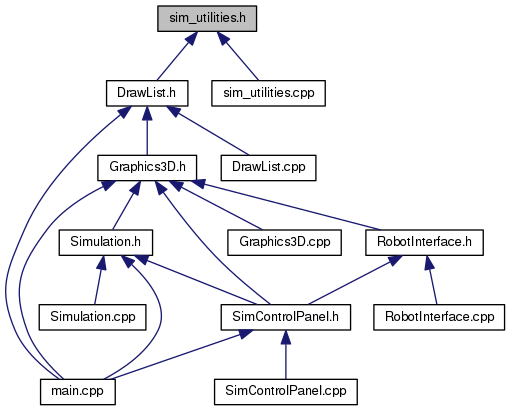 sim_utilities.h
DrawList.h
sim_utilities.cpp
Graphics3D.h
DrawList.cpp
Simulation.h
Graphics3D.cpp
RobotInterface.h
Simulation.cpp
SimControlPanel.h
RobotInterface.cpp
main.cpp
SimControlPanel.cpp